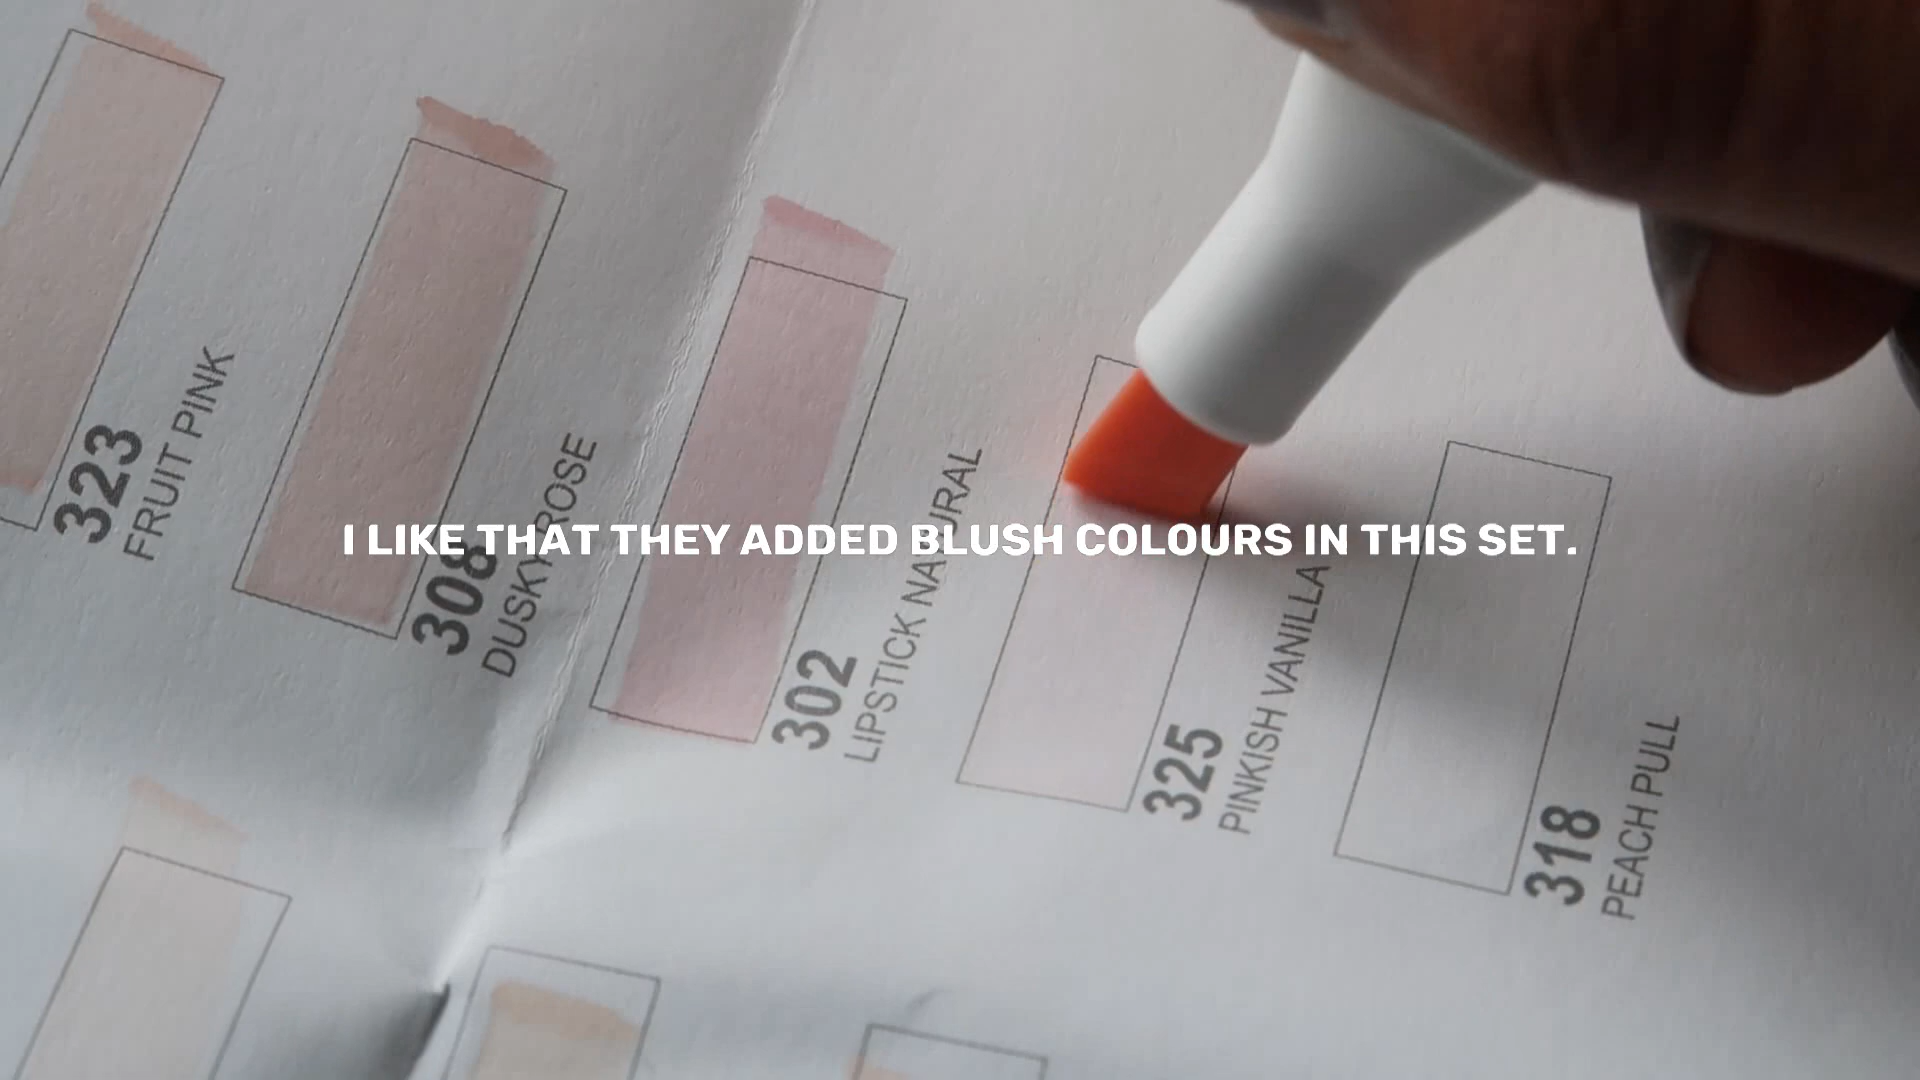 323
FRUIT PINK
308
DUSKY ROSE
302
LIPSTICK NATURAL
325
PINKISH VANILLA
318
PEACH PULL
I LIKE THAT THEY ADDED BLUSH COLOURS IN THIS SET.